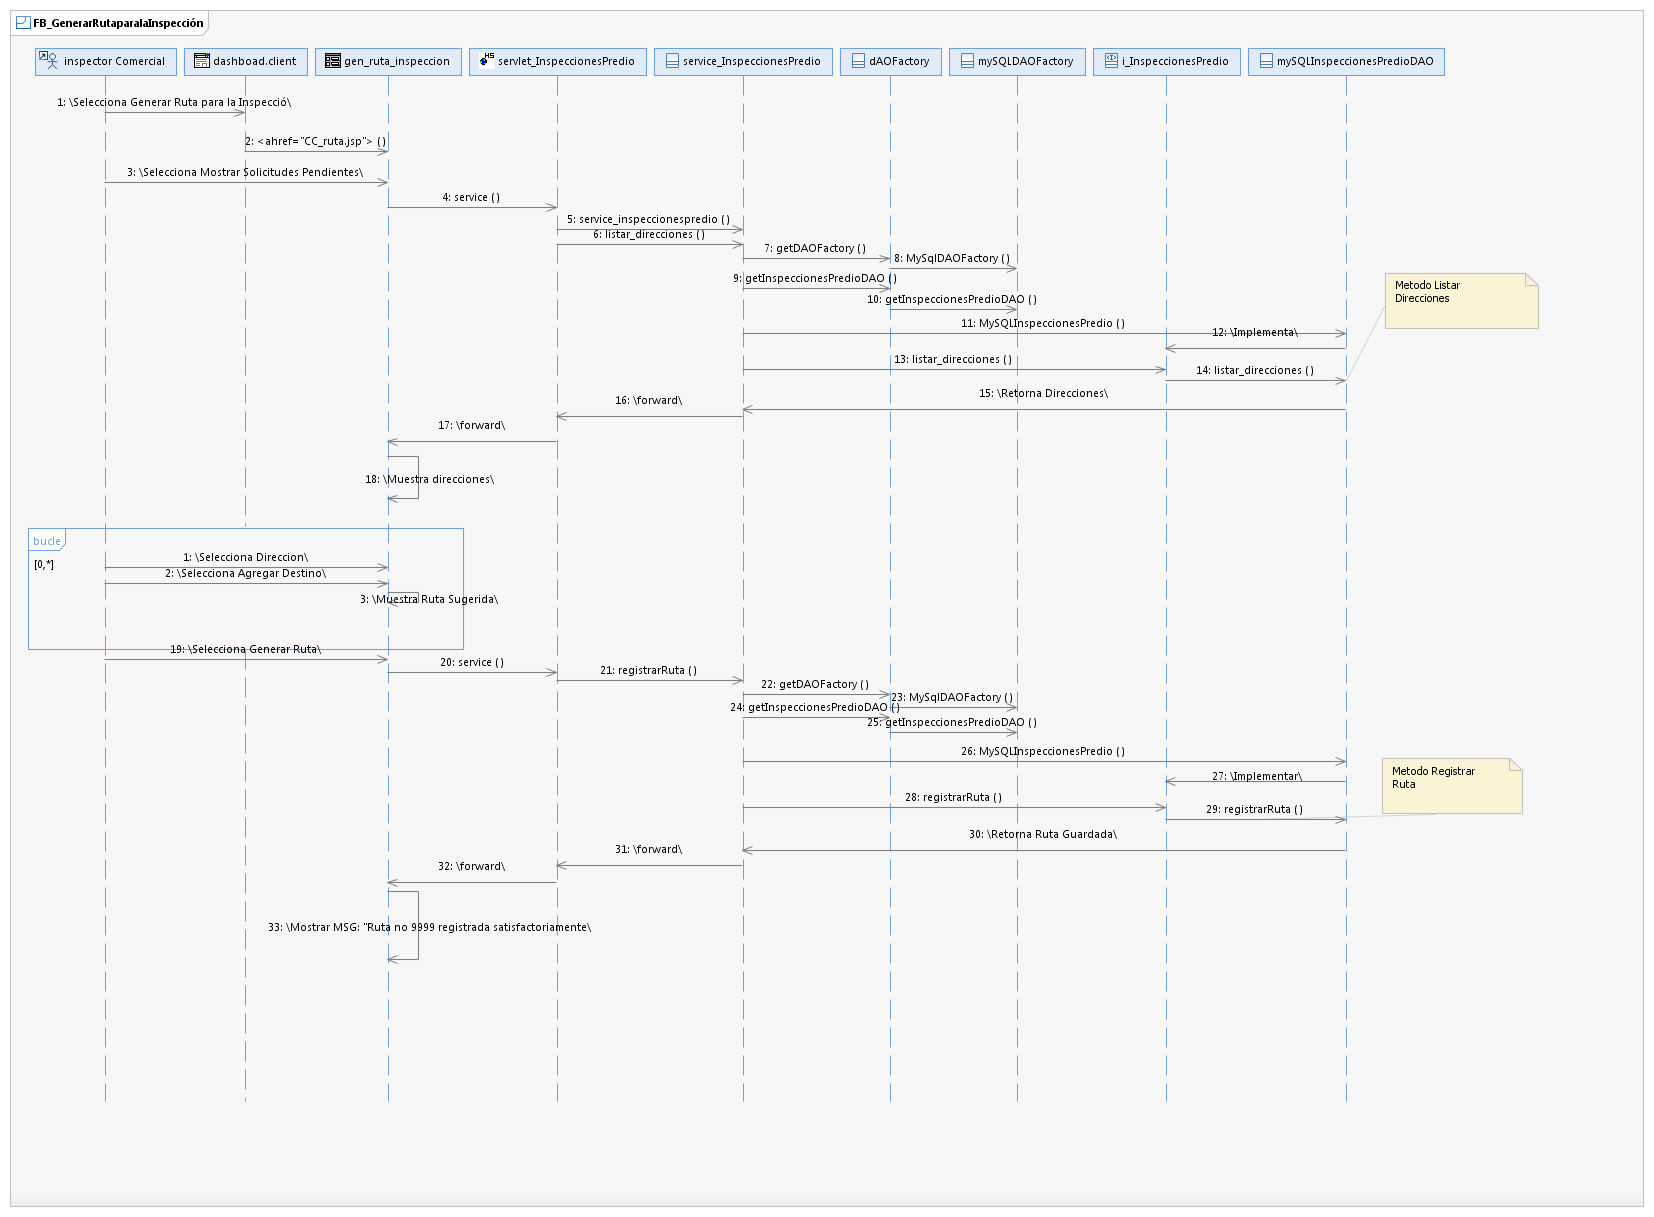 FB_GenerarRutaparalaInspección
inspector Comercial
dashboad.client
gen_ruta_inspeccion
servlet_InspeccionesPredio
service_InspeccionesPredio
dAOFactory
mySQLDAOFactory
i_InspeccionesPredio
mySQLInspeccionesPredioDAO
1: \Selecciona Generar Ruta para la Inspecció\
2: <ahref="CC_ruta.jsp"> ()
3: \Selecciona Mostrar Solicitudes Pendientes\
4: service ()
5: service_inspeccionespredio ()
6: listar_direcciones ()
7: getDAOFactory ()
8: MySqlDAOFactory ()
9: getInspeccionesPredioDAO ()
10: getInspeccionesPredioDAO ()
Metodo Listar
Direcciones
11: MySQLInspeccionesPredio ()
12: \Implementa\
13: listar_direcciones ()
14: listar_direcciones ()
15: \Retorna Direcciones\
16: \forward\
17: \forward\
18: \Muestra direcciones\
bucle
[0,*]
1: \Selecciona Direccion\
2: \Selecciona Agregar Destino\
3: \Muestra Ruta Sugerida\
19: \Selecciona Generar Ruta\
20: service ()
21: registrarRuta ()
22: getDAOFactory ()
23: MySqlDAOFactory ()
24: getInspeccionesPredioDAO ()
25: getInspeccionesPredioDAO ()
26: MySQLInspeccionesPredio ()
Metodo Registrar
Ruta
27: \Implementar\
28: registrarRuta ()
29: registrarRuta ()
30: \Retorna Ruta Guardada\
31: \forward\
32: \forward\
33: \Mostrar MSG: "Ruta no 9999 registrada satisfactoriamente\